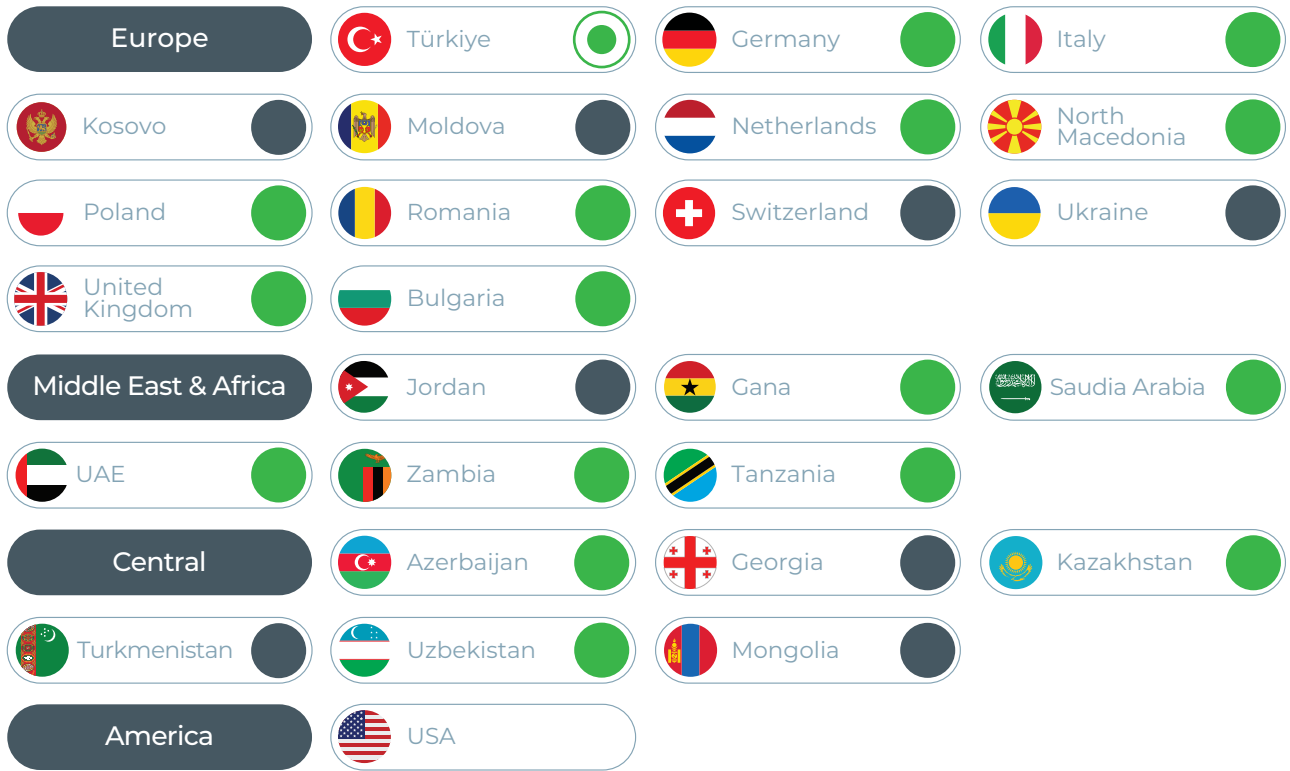 Europe
Türkiye
Germany
Italy
Kosovo
Moldova
Netherlands
North
Macedonia
Poland
Romania
Switzerland
Ukraine
United
Kingdom
Bulgaria
Middle East & Africa
Jordan
Gana
Saudia Arabia
UAE
Zambia
Tanzania
Central
Azerbaijan
Georgia
Kazakhstan
Turkmenistan
Uzbekistan
Mongolia
America
USA